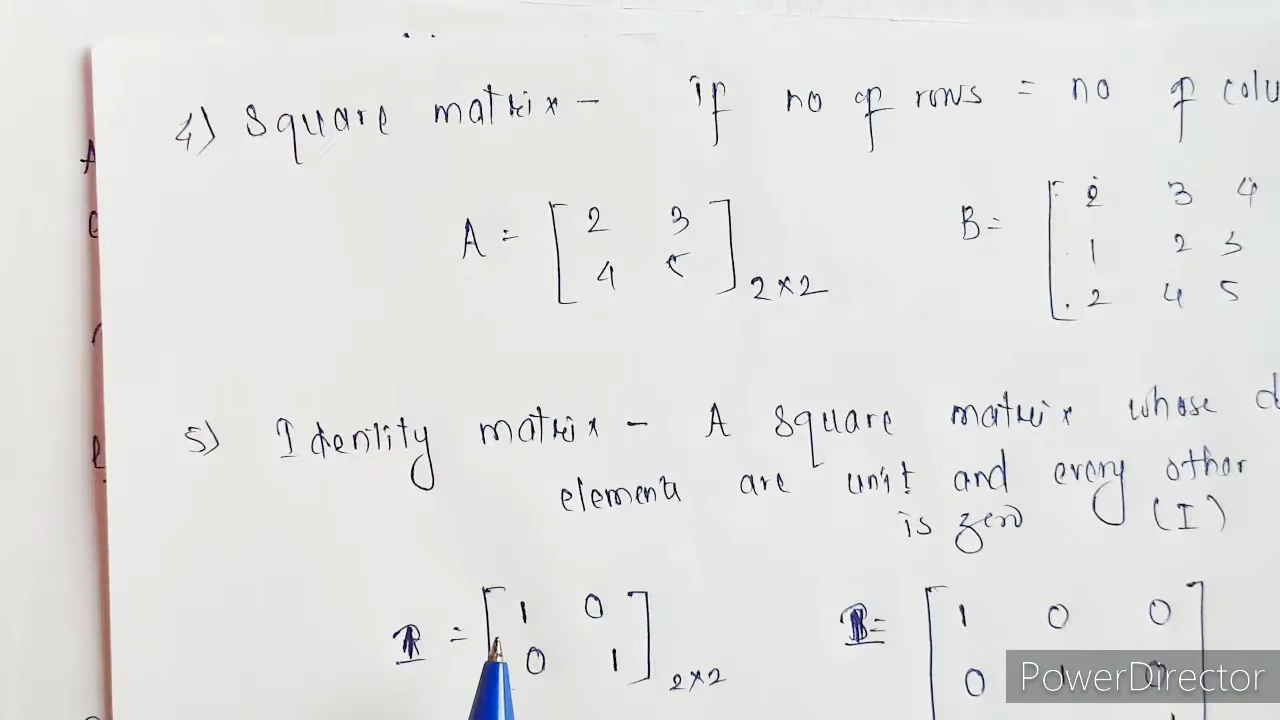 4) Square matrix - If no of rows = no of colu
A = [ 2 3
4 5 ] 2×2
B = [ 2 3 4
1 2 3
2 4 5
5) Identity matrix - A square matrix whose d
elements are unit and every other
is zero (I)
I = [ 1 0
0 1 ] 2×2
I = [ 1 0 0
0 1 0
PowerDirector